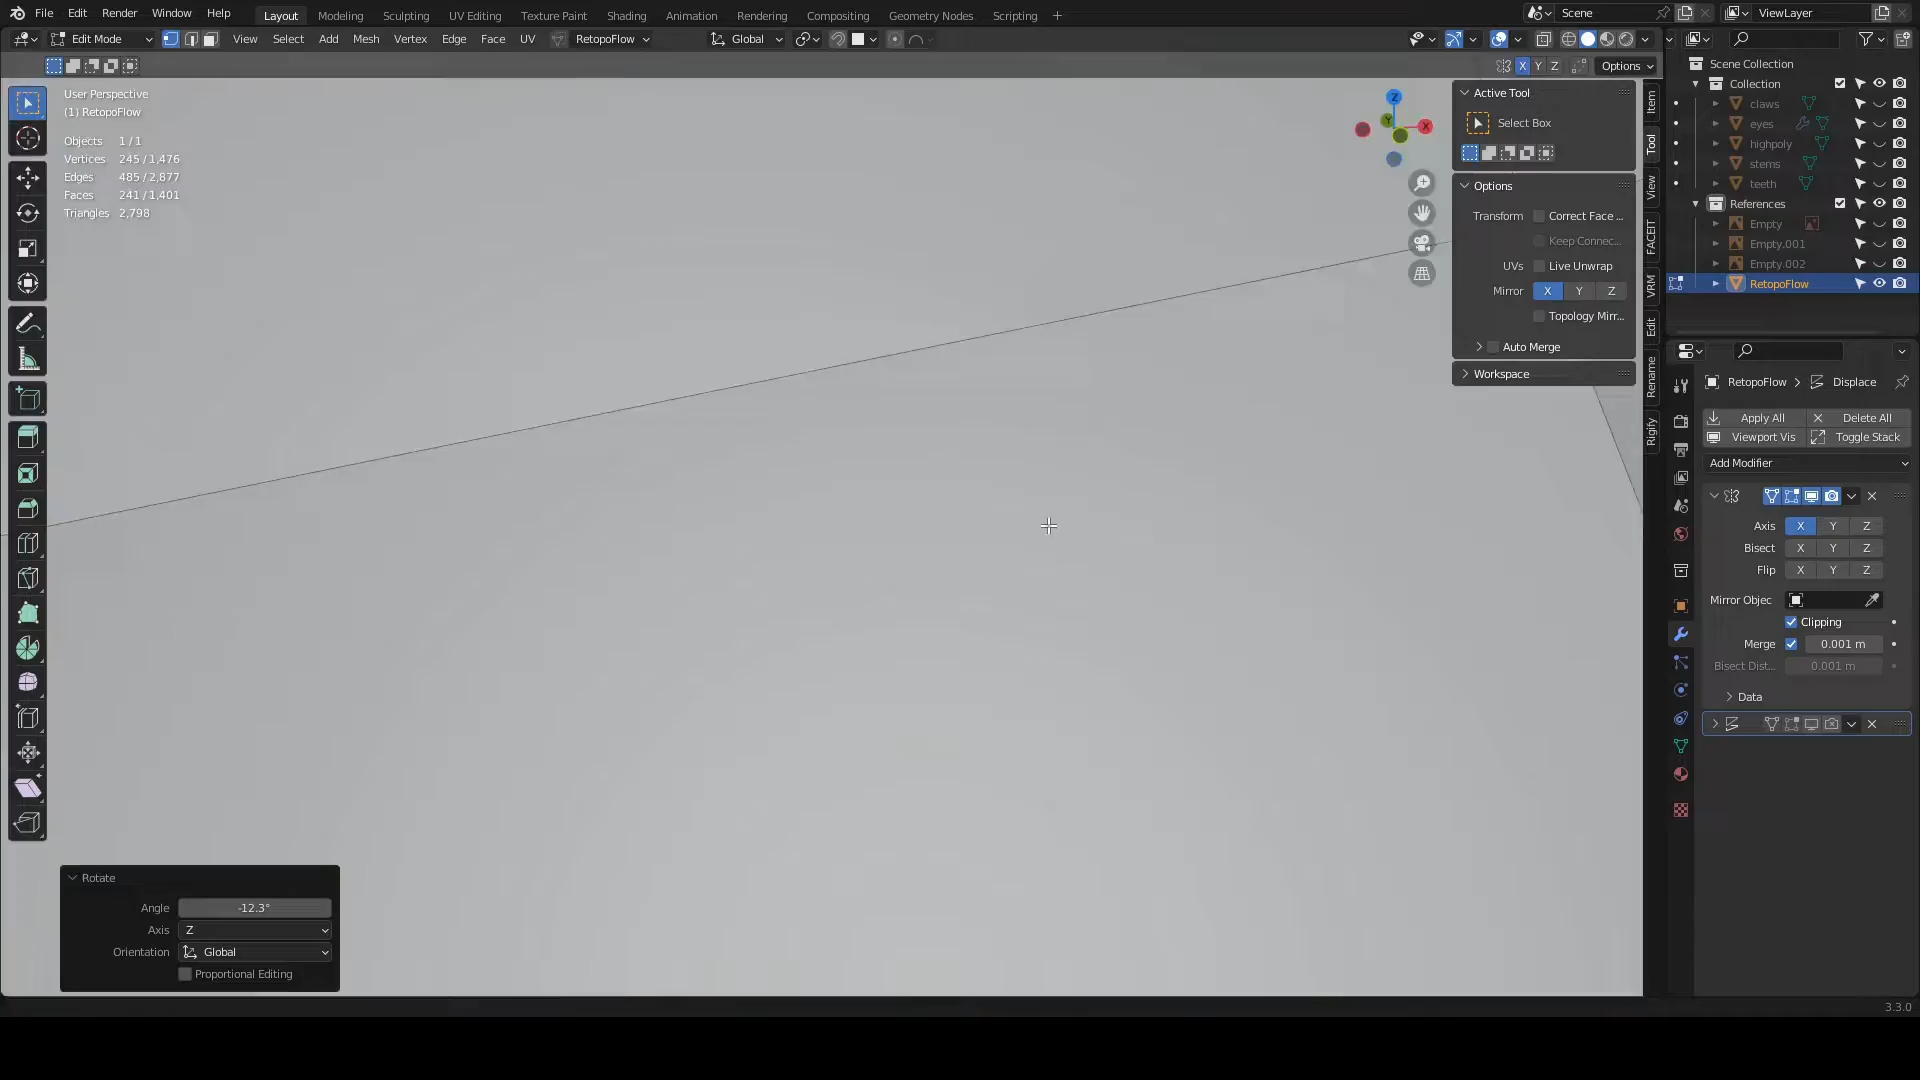 File Edit Render Window Help Layout Modeling Sculpting UV Editing Texture Paint Shading Animation Rendering Compositing Geometry Nodes Scripting + Scene ViewLayer
Edit Mode View Select Add Mesh Vertex Edge Face UV RetopoFlow Global
X Y Z Options
User Perspective
(1) RetopoFlow
Objects 1 / 1
Vertices 245 / 1,476
Edges 485 / 2,877
Faces 241 / 1,401
Triangles 2,798
Z
Y
X
Active Tool
Select Box
Options
Transform Correct Face ...
Keep Connec...
UVs Live Unwrap
Mirror X Y Z
Topology Mirr...
Auto Merge
Workspace
Item
Tool
View
FACEIT
VRM
Edit
Rename
Rigify
Scene Collection
Collection
claws
eyes
highpoly
stems
teeth
References
Empty
Empty.001
Empty.002
RetopoFlow
RetopoFlow Displace
Apply All Delete All
Viewport Vis Toggle Stack
Add Modifier
Axis X Y Z
Bisect X Y Z
Flip X Y Z
Mirror Objec
Clipping
Merge 0.001 m
Bisect Dist... 0.001 m
Data
Rotate
Angle -12.3°
Axis Z
Orientation Global
Proportional Editing
3.3.0